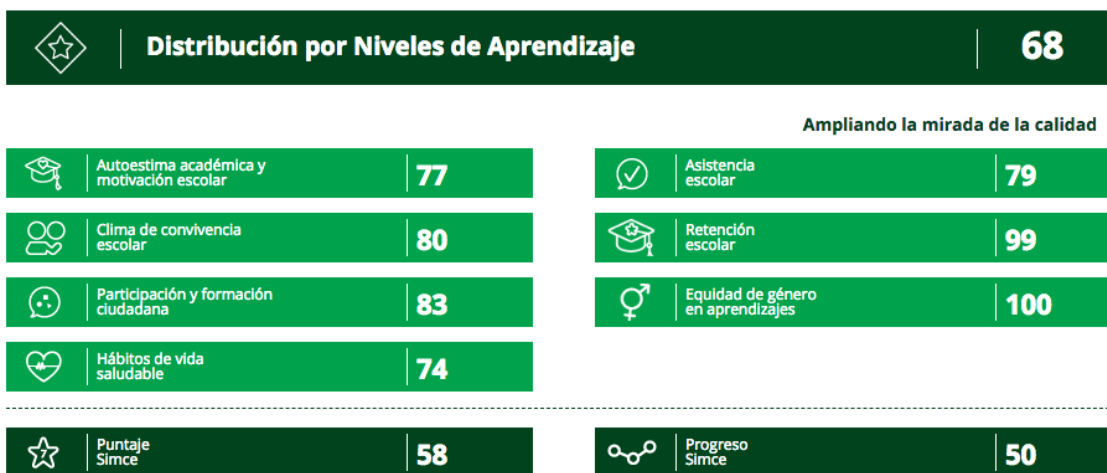 Distribución por Niveles de Aprendizaje 68
Ampliando la mirada de la calidad
Autoestima académica y
motivación escolar
77
Asistencia
escolar
79
Clima de convivencia
escolar
80
Retención
escolar
99
Participación y formación
ciudadana
83
Equidad de género
en aprendizajes
100
Hábitos de vida
saludable
74
7
Puntaje
Simce
58
Progreso
Simce
50